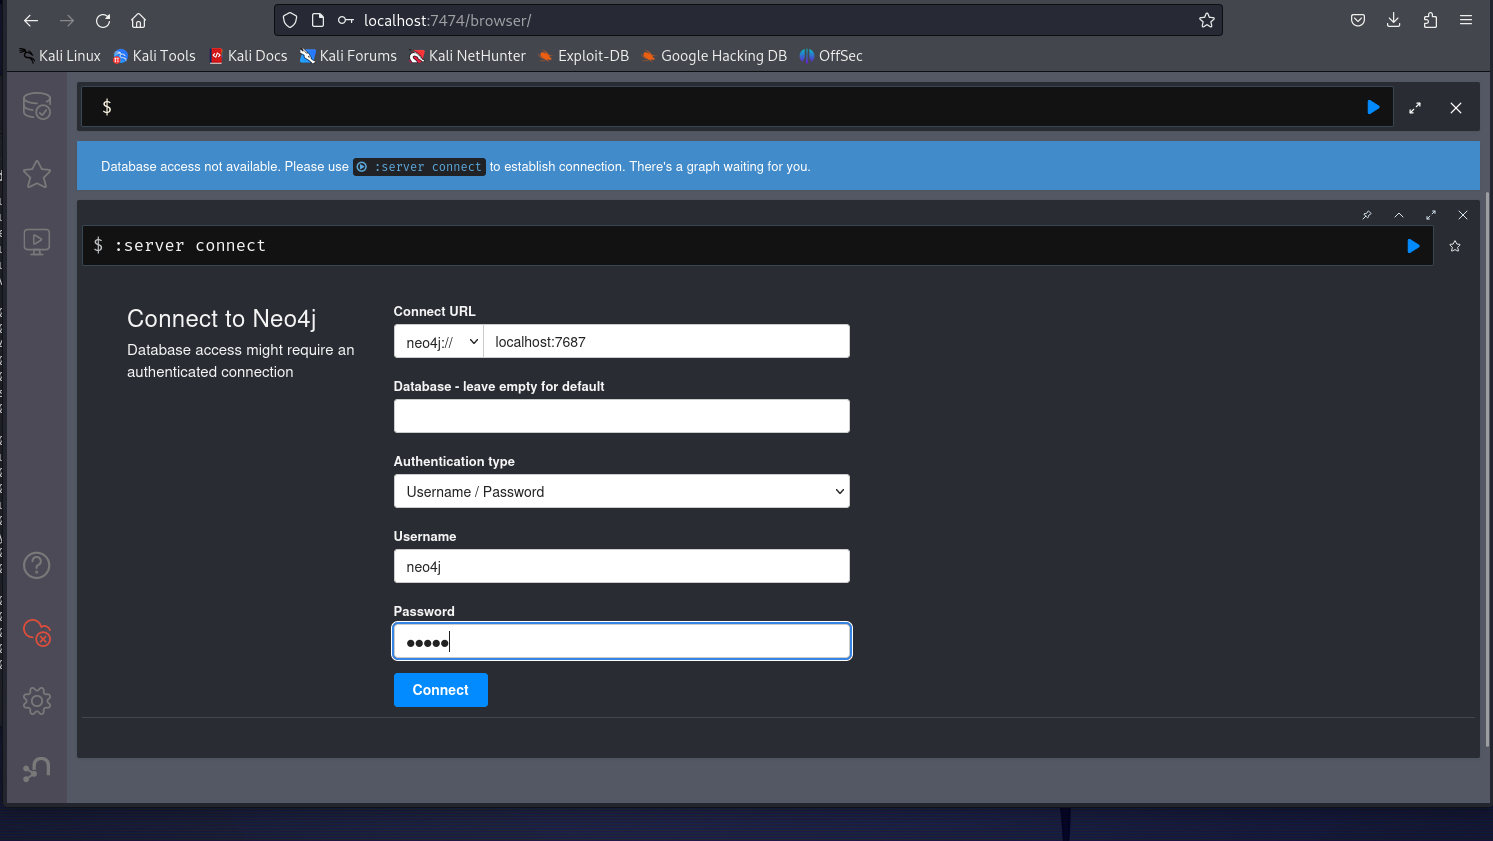 localhost:7474/browser/
Kali Linux Kali Tools Kali Docs Kali Forums Kali NetHunter Exploit-DB Google Hacking DB OffSec
$
Database access not available. Please use :server connect to establish connection. There's a graph waiting for you.
$ :server connect
Connect to Neo4j
Database access might require an
authenticated connection
Connect URL
neo4j:// localhost:7687
Database - leave empty for default
Authentication type
Username / Password
Username
neo4j
Password
•••••
Connect